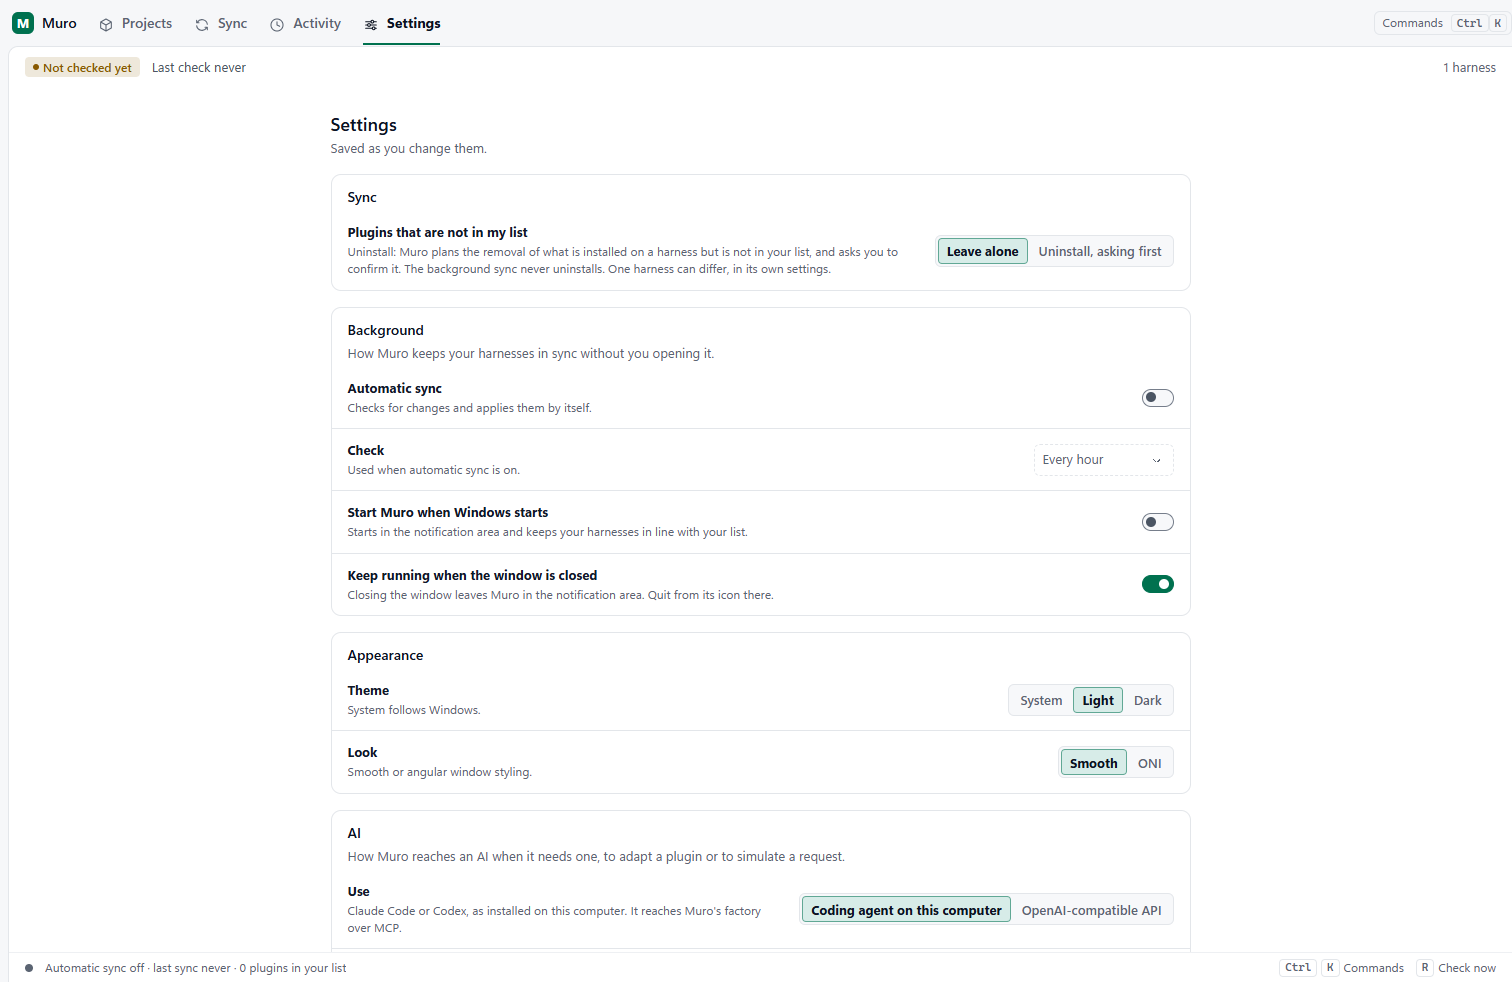 M Muro Projects Sync Activity Settings Commands Ctrl K
Not checked yet Last check never 1 harness
Settings
Saved as you change them.
Sync
Plugins that are not in my list
Uninstall: Muro plans the removal of what is installed on a harness but is not in your list, and asks you to
confirm it. The background sync never uninstalls. One harness can differ, in its own settings.
Leave alone Uninstall, asking first
Background
How Muro keeps your harnesses in sync without you opening it.
Automatic sync
Checks for changes and applies them by itself.
Check
Used when automatic sync is on.
Every hour
Start Muro when Windows starts
Starts in the notification area and keeps your harnesses in line with your list.
Keep running when the window is closed
Closing the window leaves Muro in the notification area. Quit from its icon there.
Appearance
Theme
System follows Windows.
System Light Dark
Look
Smooth or angular window styling.
Smooth ONI
AI
How Muro reaches an AI when it needs one, to adapt a plugin or to simulate a request.
Use
Claude Code or Codex, as installed on this computer. It reaches Muro's factory
over MCP.
Coding agent on this computer OpenAI-compatible API
Automatic sync off · last sync never · 0 plugins in your list Ctrl K Commands R Check now